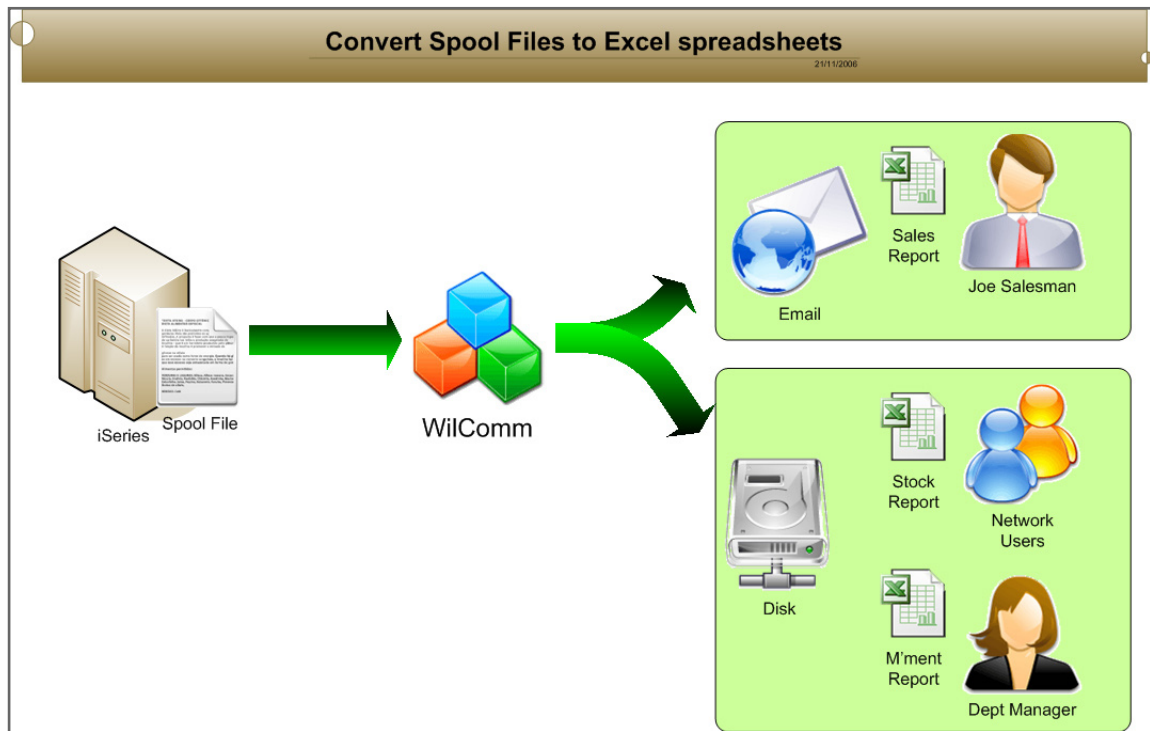 Convert Spool Files to Excel spreadsheets
21/11/2006
iSeries
Spool File
WilComm
Email
Sales
Report
Joe Salesman
Disk
Stock
Report
Network
Users
M'ment
Report
Dept Manager